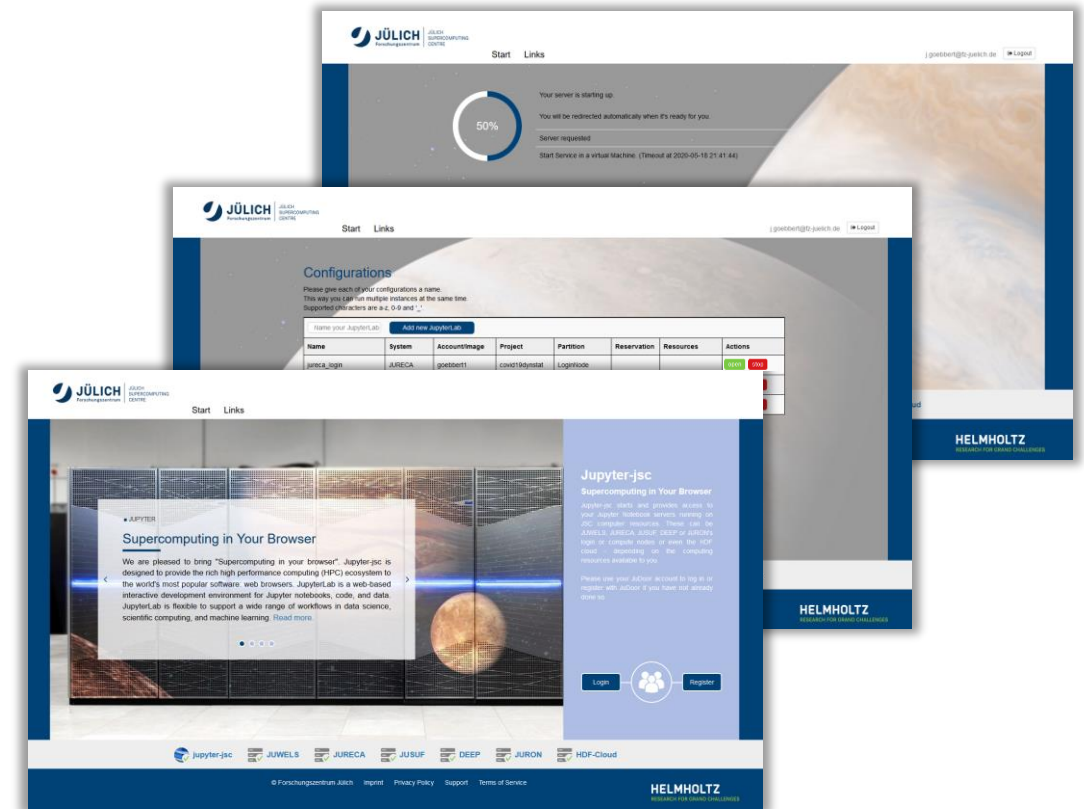 JÜLICH
Forschungszentrum
JÜLICH
SUPERCOMPUTING
CENTRE
Start Links
j.goebbert@fz-juelich.de Logout
50%
Your server is starting up.
You will be redirected automatically when it's ready for you.
Server requested
Start Service in a virtual Machine. (Timeout at 2020-05-18 21:41:44)
HELMHOLTZ
RESEARCH FOR GRAND CHALLENGES
JÜLICH
Forschungszentrum
JÜLICH
SUPERCOMPUTING
CENTRE
Start Links
j.goebbert@fz-juelich.de Logout
Configurations
Please give each of your configurations a name.
This way you can run multiple instances at the same time.
Supported characters are a-z, 0-9 and '_'
Name your JupyterLab Add new JupyterLab
Name System Account/Image Project Partition Reservation Resources Actions
jureca_login JURECA goebbert1 covid19dynstat LoginNode open stop
HELMHOLTZ
RESEARCH FOR GRAND CHALLENGES
JÜLICH
Forschungszentrum
JÜLICH
SUPERCOMPUTING
CENTRE
Start Links
JUPYTER
Supercomputing in Your Browser
We are pleased to bring "Supercomputing in your browser". Jupyter-jsc is
designed to provide the rich high performance computing (HPC) ecosystem to
the world's most popular software: web browsers. JupyterLab is a web-based
interactive development environment for Jupyter notebooks, code, and data.
JupyterLab is flexible to support a wide range of workflows in data science,
scientific computing, and machine learning. Read more.
Jupyter-jsc
Supercomputing in Your Browser
Jupyter-jsc starts and provides access to
your Jupyter Notebook servers running on
JSC computer resources. These can be
JUWELS, JURECA, JUSUF, DEEP or JURON's
login or compute nodes or even the HDF
cloud - depending on the computing
resources available to you.
Please use your JuDoor account to log in or
register with JuDoor if you have not already
done so.
Login Register
jupyter-jsc JUWELS JURECA JUSUF DEEP JURON HDF-Cloud
© Forschungszentrum Jülich Imprint Privacy Policy Support Terms of Service
HELMHOLTZ
RESEARCH FOR GRAND CHALLENGES